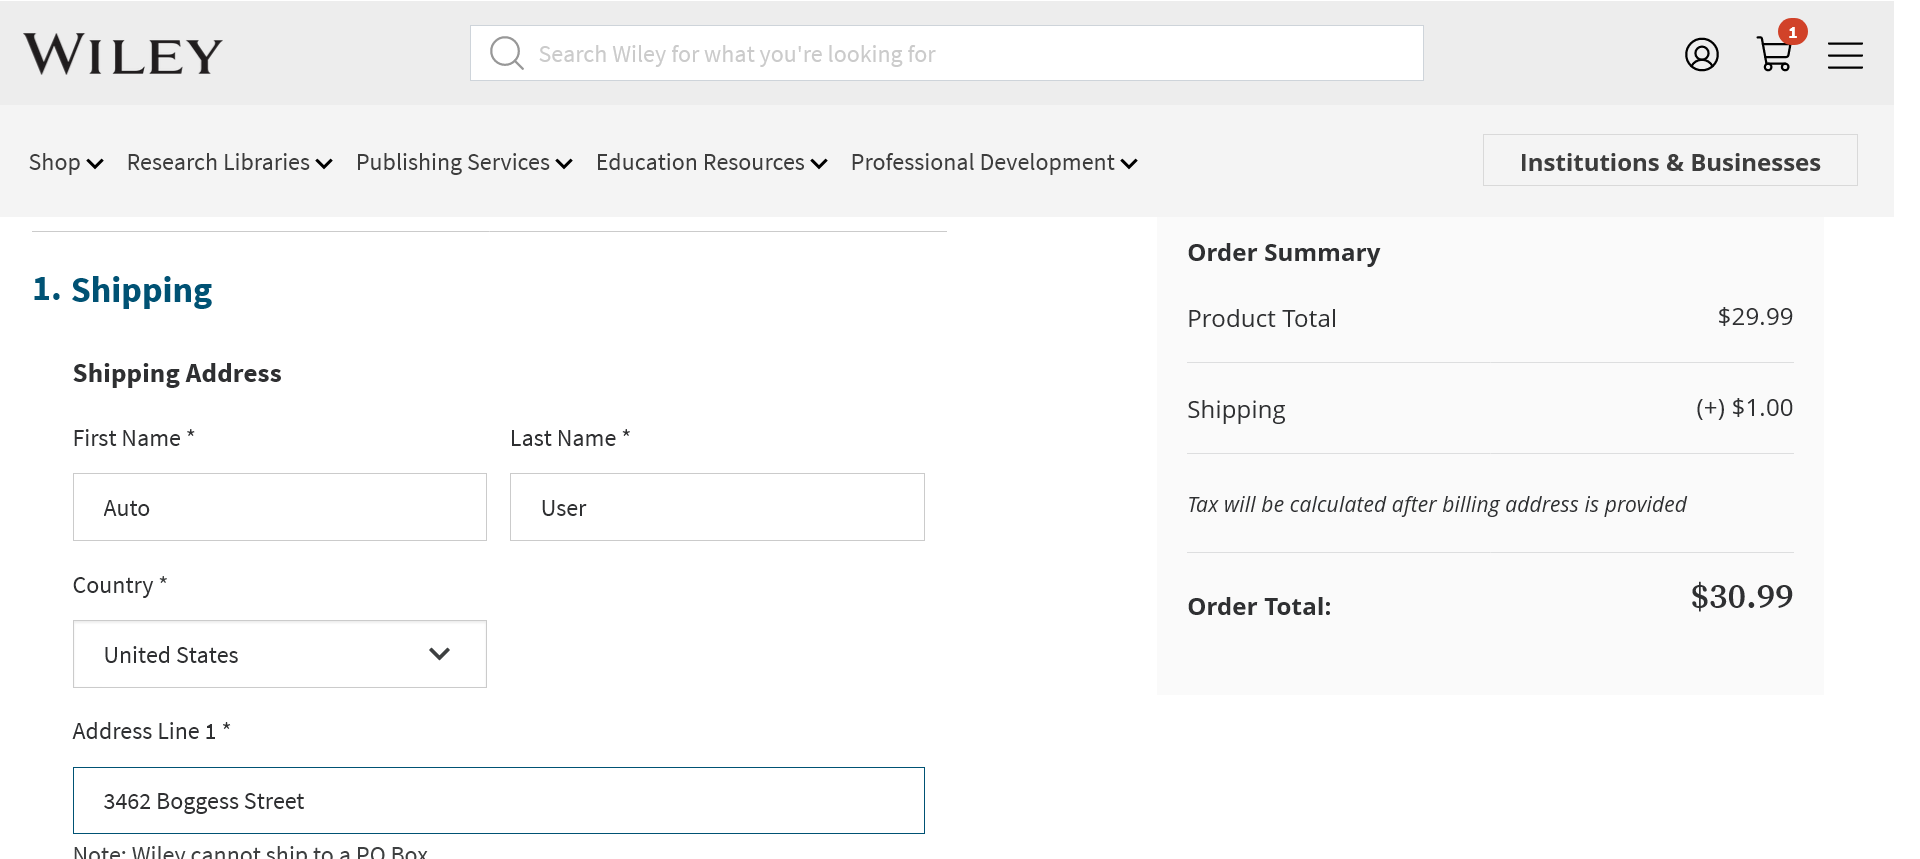 WILEY
Search Wiley for what you're looking for
1
Shop
Research Libraries
Publishing Services
Education Resources
Professional Development
Institutions & Businesses
1. Shipping
Shipping Address
First Name *
Last Name *
Auto
User
Country *
United States
Address Line 1 *
3462 Boggess Street
Note: Wiley cannot ship to a PO Box
Order Summary
Product Total
$29.99
Shipping
(+) $1.00
Tax will be calculated after billing address is provided
Order Total:
$30.99